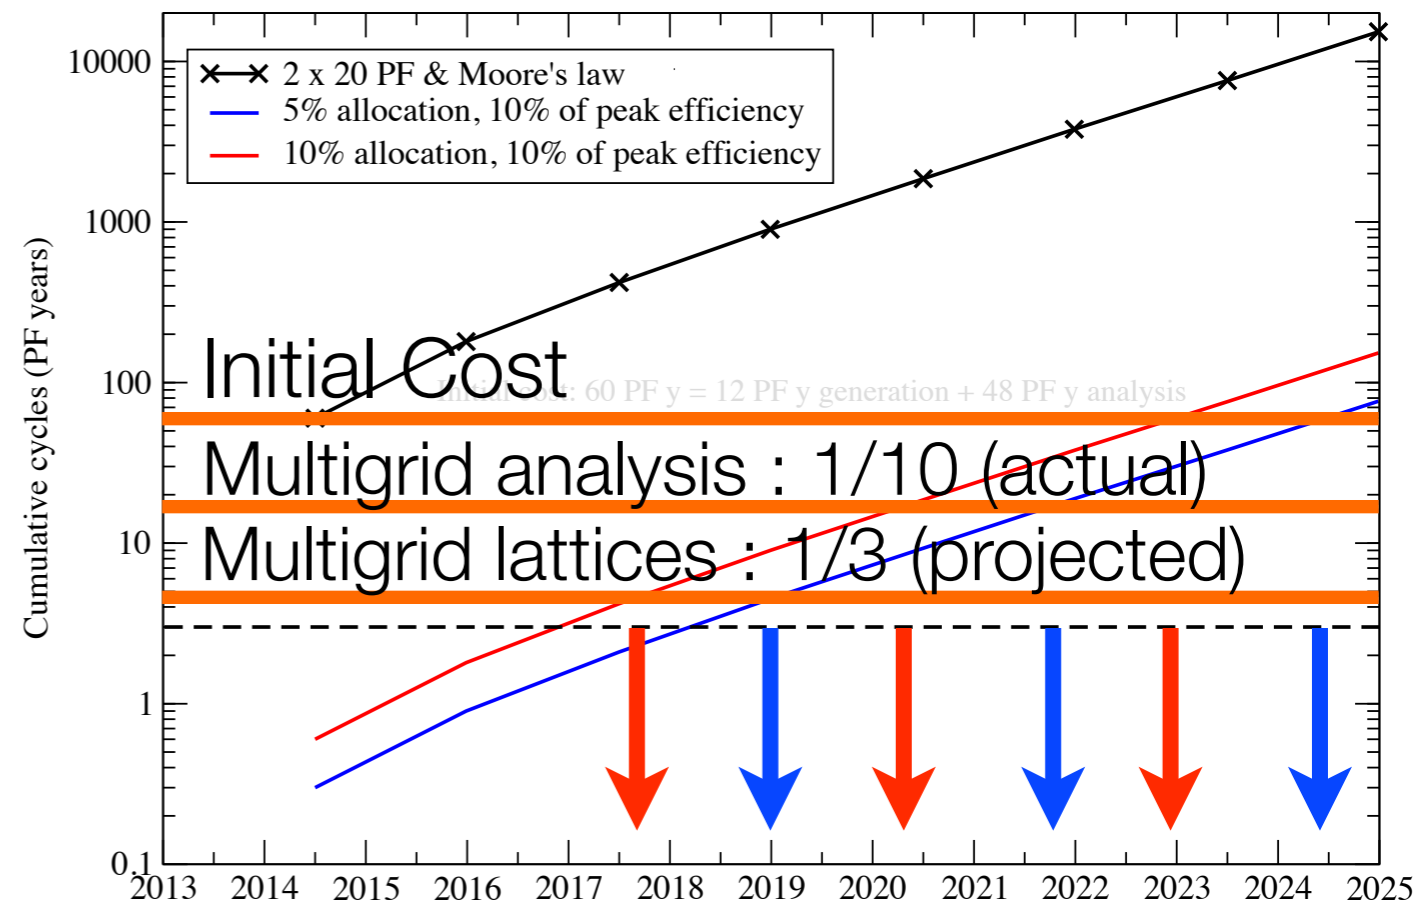 10000
1000
100
10
1
0.1
Cumulative cycles (PF years)
2 x 20 PF & Moore's law
5% allocation, 10% of peak efficiency
10% allocation, 10% of peak efficiency
Initial Cost
Initial cost: 60 PF y = 12 PF y generation + 48 PF y analysis
Multigrid analysis : 1/10 (actual)
Multigrid lattices : 1/3 (projected)
2013 2014 2015 2016 2017 2018 2019 2020 2021 2022 2023 2024 2025